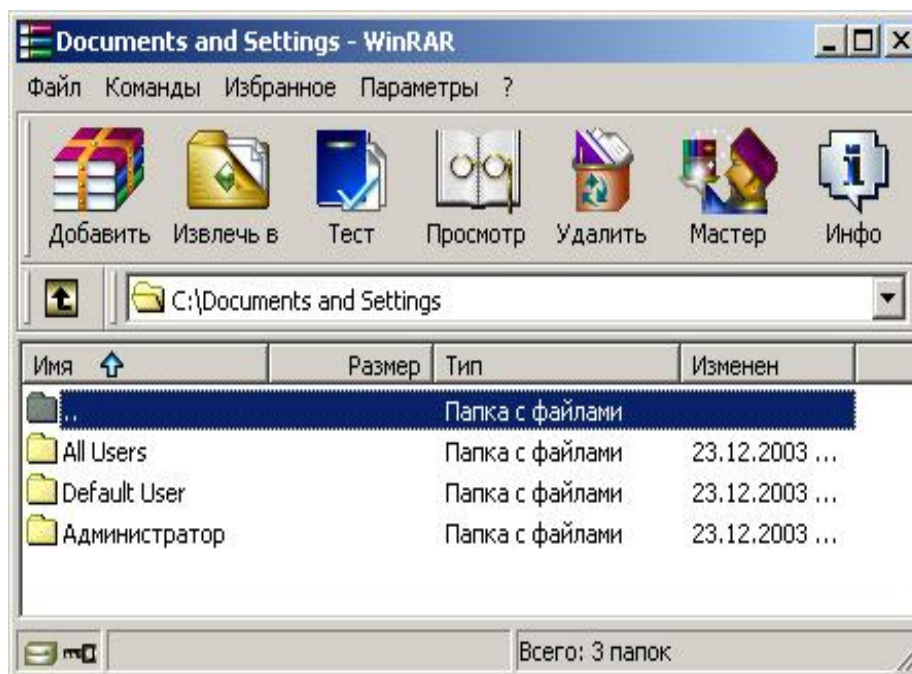 Documents and Settings - WinRAR
Файл Команды Избранное Параметры ?
Добавить Извлечь в Тест Просмотр Удалить Мастер Инфо
C:\Documents and Settings
Имя Размер Тип Изменен
.. Папка с файлами
All Users Папка с файлами 23.12.2003 ...
Default User Папка с файлами 23.12.2003 ...
Администратор Папка с файлами 23.12.2003 ...
Всего: 3 папок